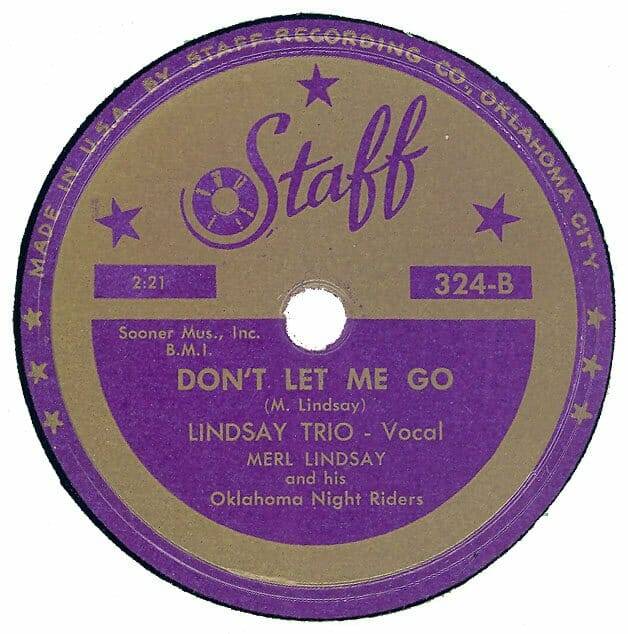 MADE IN U.S.A. BY STAFF RECORDING CO., OKLAHOMA CITY
Staff
2:21
324-B
Sooner Mus., Inc.
B.M.I.
DON'T LET ME GO
(M. Lindsay)
LINDSAY TRIO - Vocal
MERL LINDSAY
and his
Oklahoma Night Riders